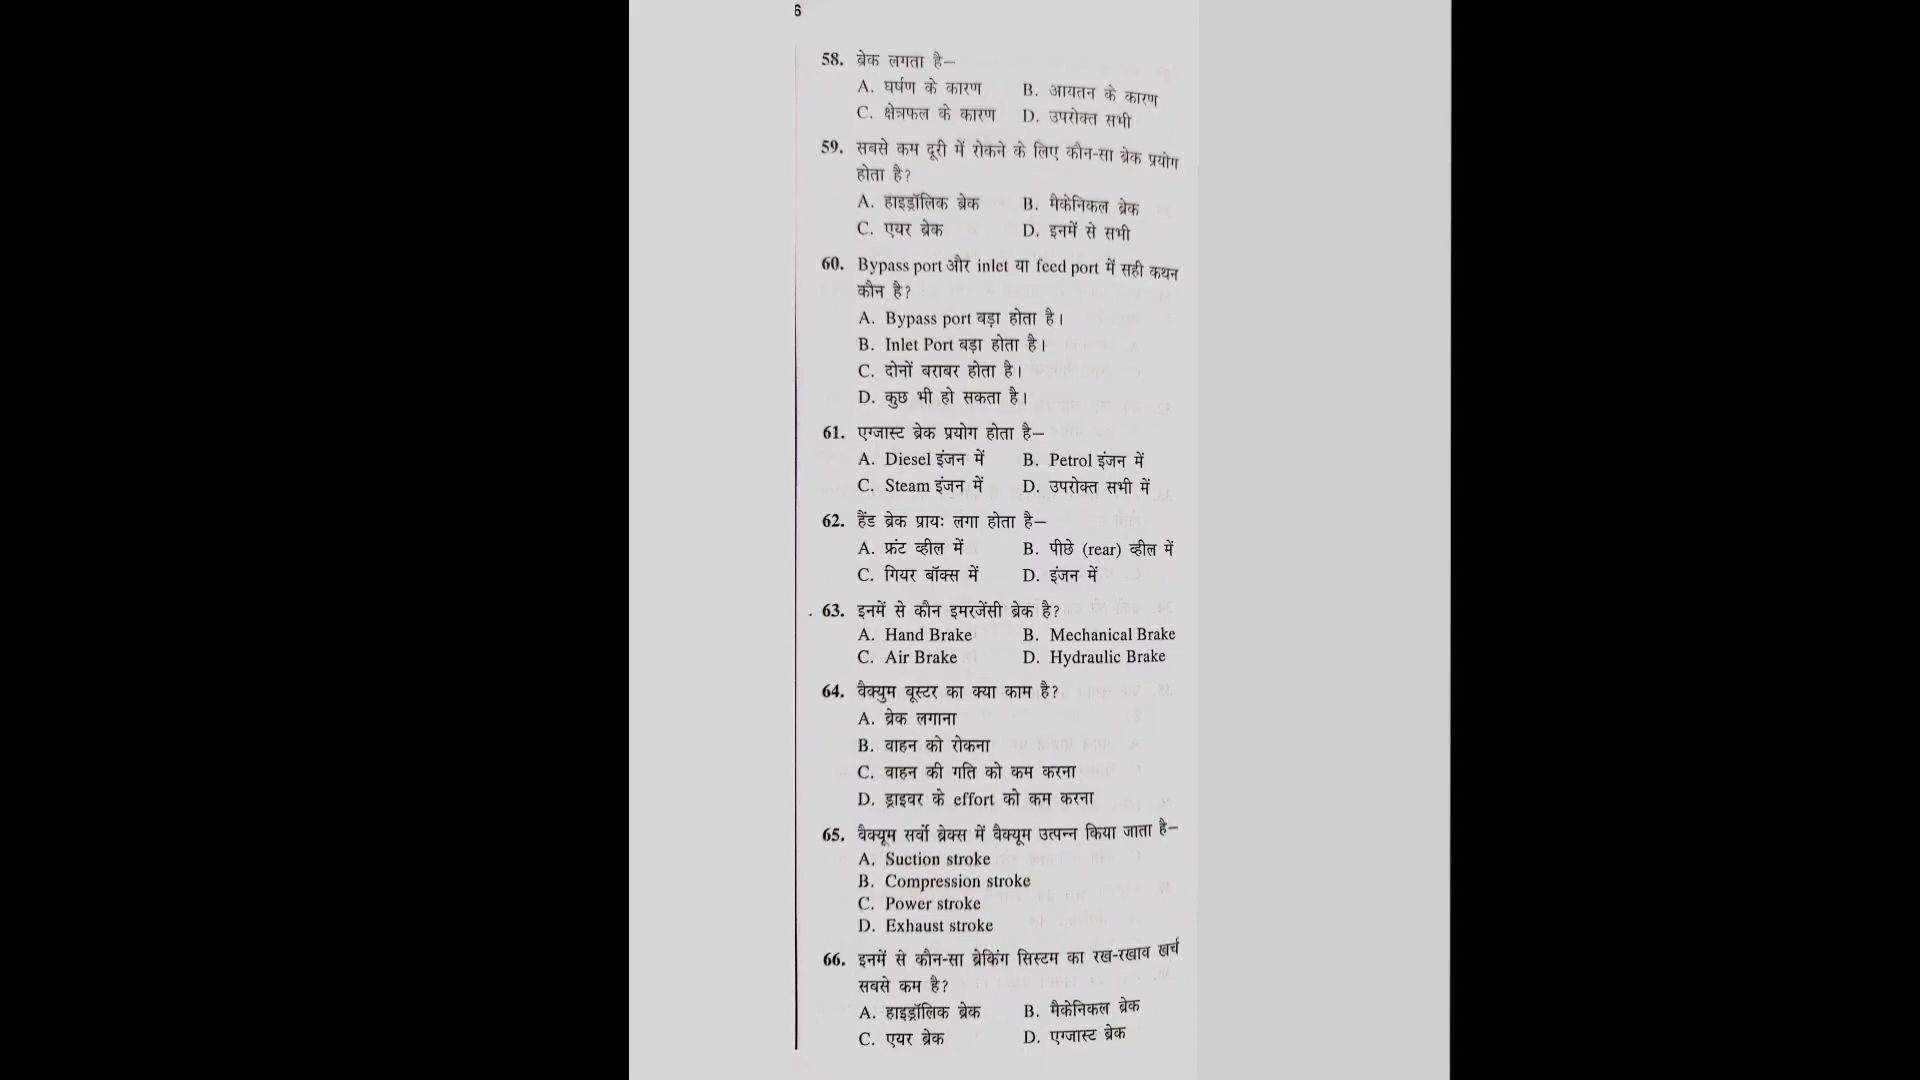 6
58. ब्रेक लगता है–
A. घर्षण के कारण B. आयतन के कारण
C. क्षेत्रफल के कारण D. उपरोक्त सभी
59. सबसे कम दूरी में रोकने के लिए कौन-सा ब्रेक प्रयोग
होता है?
A. हाइड्रॉलिक ब्रेक B. मैकेनिकल ब्रेक
C. एयर ब्रेक D. इनमें से सभी
60. Bypass port और inlet या feed port में सही कथन
कौन है?
A. Bypass port बड़ा होता है।
B. Inlet Port बड़ा होता है।
C. दोनों बराबर होता है।
D. कुछ भी हो सकता है।
61. एग्जास्ट ब्रेक प्रयोग होता है–
A. Diesel इंजन में B. Petrol इंजन में
C. Steam इंजन में D. उपरोक्त सभी में
62. हैंड ब्रेक प्रायः लगा होता है–
A. फ्रंट व्हील में B. पीछे (rear) व्हील में
C. गियर बॉक्स में D. इंजन में
63. इनमें से कौन इमरजेंसी ब्रेक है?
A. Hand Brake B. Mechanical Brake
C. Air Brake D. Hydraulic Brake
64. वैक्युम बूस्टर का क्या काम है?
A. ब्रेक लगाना
B. वाहन को रोकना
C. वाहन की गति को कम करना
D. ड्राइवर के effort को कम करना
65. वैक्यूम सर्वो ब्रेक्स में वैक्यूम उत्पन्न किया जाता है–
A. Suction stroke
B. Compression stroke
C. Power stroke
D. Exhaust stroke
66. इनमें से कौन-सा ब्रेकिंग सिस्टम का रख-रखाव खर्च
सबसे कम है?
A. हाइड्रॉलिक ब्रेक B. मैकेनिकल ब्रेक
C. एयर ब्रेक D. एग्जास्ट ब्रेक